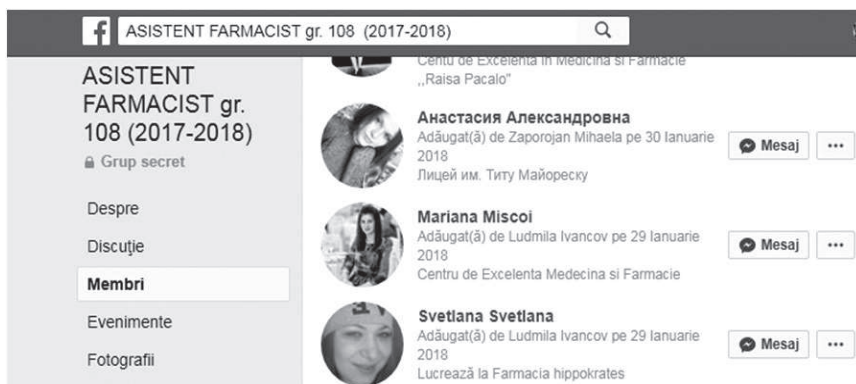 ASISTENT FARMACIST gr. 108 (2017-2018)
ASISTENT
FARMACIST gr.
108 (2017-2018)
Grup secret
Despre
Discuție
Membri
Evenimente
Fotografii
Centu de Excelenta in Medicina si Farmacie
,,Raisa Pacalo"
Анастасия Александровна
Adăugat(ă) de Zaporojan Mihaela pe 30 Ianuarie
2018
Лицей им. Титу Майореску
Mesaj
Mariana Miscoi
Adăugat(ă) de Ludmila Ivancov pe 29 Ianuarie
2018
Centru de Excelenta Medecina si Farmacie
Mesaj
Svetlana Svetlana
Adăugat(ă) de Ludmila Ivancov pe 29 Ianuarie
2018
Lucrează la Farmacia hippokrates
Mesaj